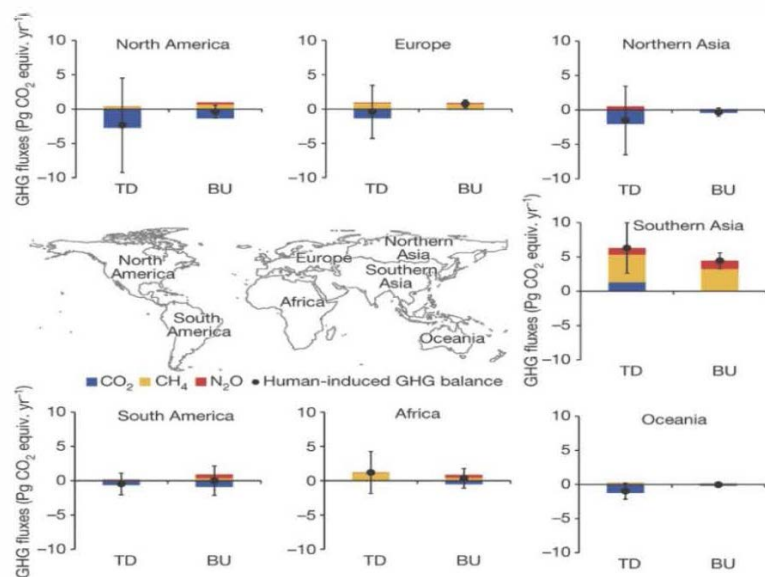 North America
Europe
Northern Asia
GHG fluxes (Pg CO₂ equiv. yr⁻¹)
10
5
0
−5
−10
TD
BU
10
5
0
−5
−10
TD
BU
10
5
0
−5
−10
TD
BU
North
America
South
America
Europe
Africa
Northern
Asia
Southern
Asia
Oceania
Southern Asia
GHG fluxes (Pg CO₂ equiv. yr⁻¹)
10
5
0
−5
−10
TD
BU
CO₂ CH₄ N₂O Human-induced GHG balance
South America
Africa
Oceania
GHG fluxes (Pg CO₂ equiv. yr⁻¹)
10
5
0
−5
−10
TD
BU
10
5
0
−5
−10
TD
BU
10
5
0
−5
−10
TD
BU